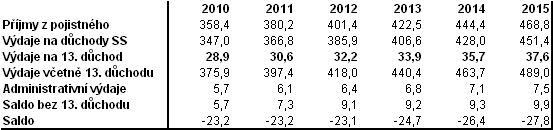 2010 2011 2012 2013 2014 2015
Příjmy z pojistného 358,4 380,2 401,4 422,5 444,4 468,8
Výdaje na důchody SS 347,0 366,8 385,9 406,6 428,0 451,4
Výdaje na 13. důchod 28,9 30,6 32,2 33,9 35,7 37,6
Výdaje včetně 13. důchodu 375,9 397,4 418,0 440,4 463,7 489,0
Administrativní výdaje 5,7 6,1 6,4 6,8 7,1 7,5
Saldo bez 13. důchodu 5,7 7,3 9,1 9,2 9,3 9,9
Saldo -23,2 -23,2 -23,1 -24,7 -26,4 -27,8